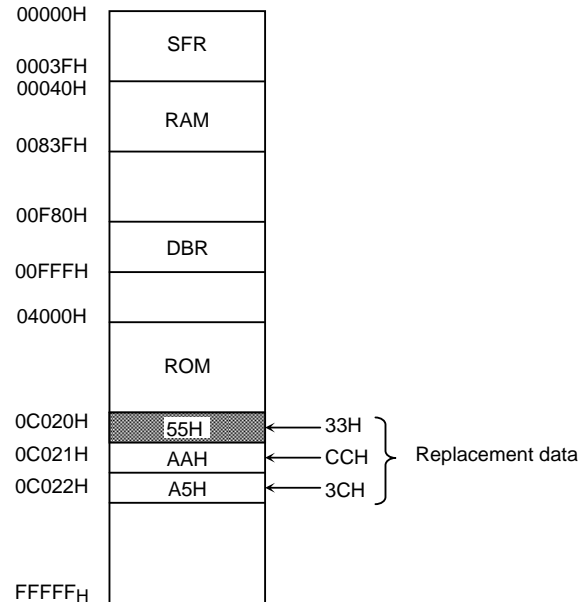 00000H
SFR
0003FH
00040H
RAM
0083FH
00F80H
DBR
00FFFH
04000H
ROM
0C020H 55H 33H
0C021H AAH CCH Replacement data
0C022H A5H 3CH
FFFFFH